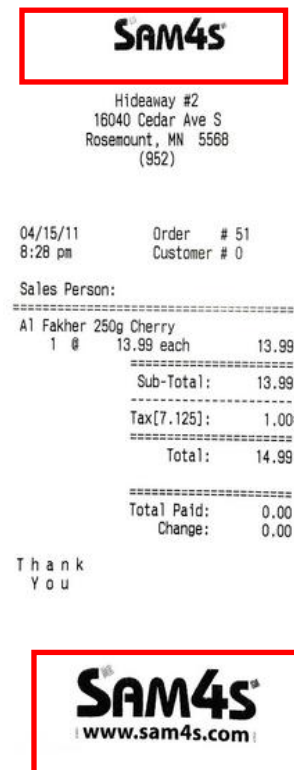 SAM4S
Hideaway #2
16040 Cedar Ave S
Rosemount, MN 5568
(952)
04/15/11 Order # 51
8:28 pm Customer # 0
Sales Person:
Al Fakher 250g Cherry
1 @ 13.99 each 13.99
Sub-Total: 13.99
Tax[7.125]: 1.00
Total: 14.99
Total Paid: 0.00
Change: 0.00
Thank
You
SAM4S
www.sam4s.com